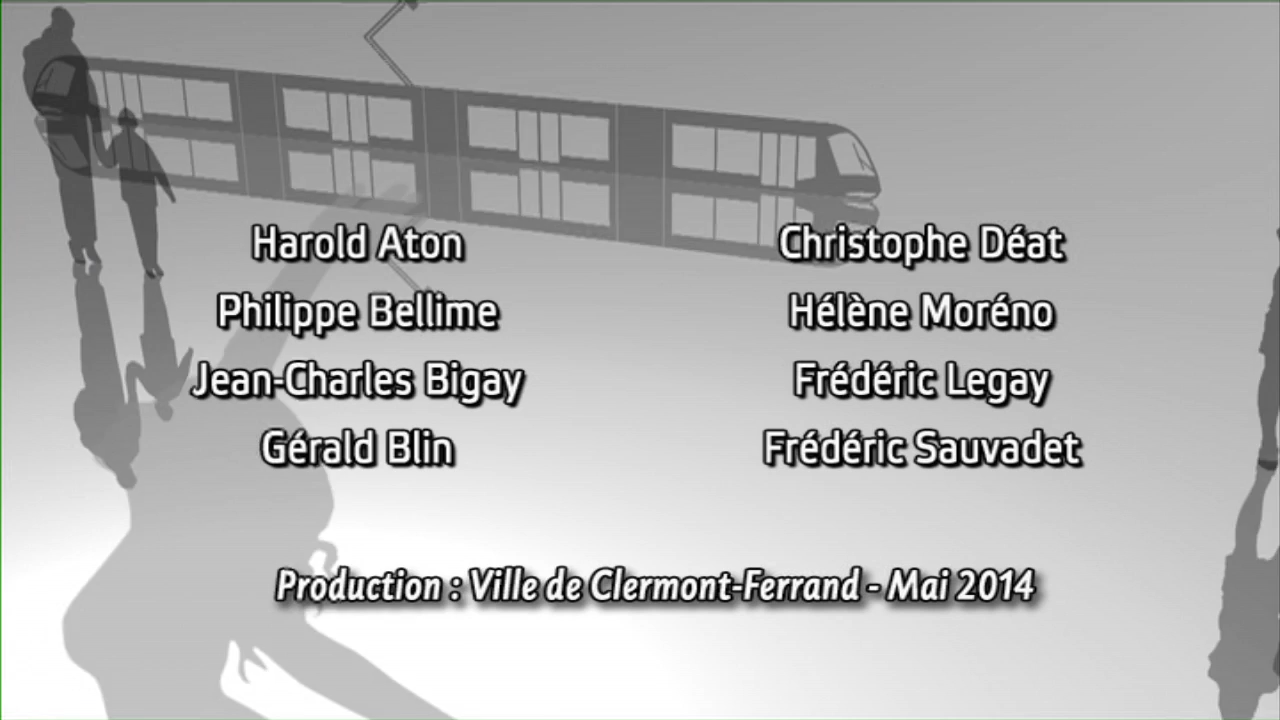 Harold Aton
Philippe Bellime
Jean-Charles Bigay
Gérald Blin
Christophe Déat
Hélène Moréno
Frédéric Legay
Frédéric Sauvadet
Production : Ville de Clermont-Ferrand - Mai 2014